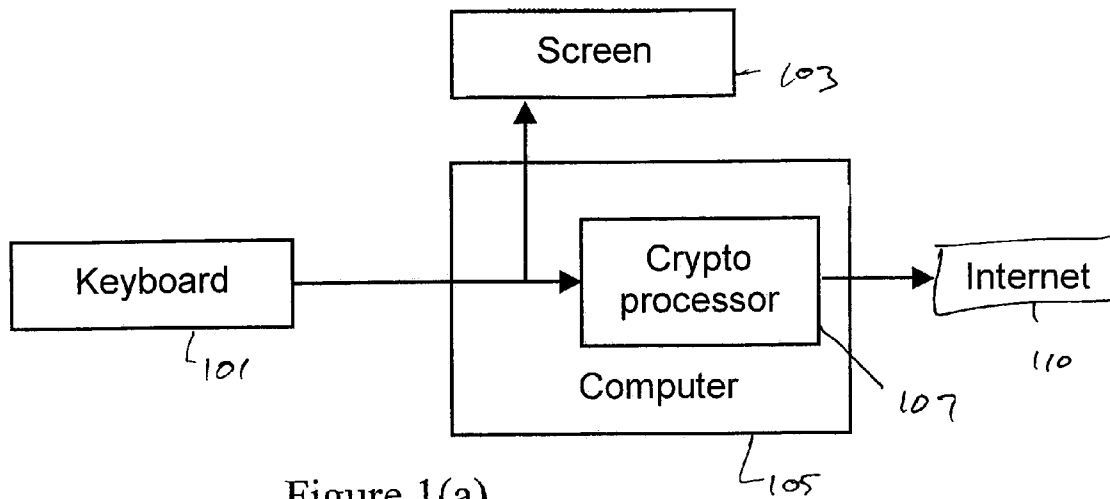 Screen
103
Keyboard
101
Crypto
processor
107
Computer
105
Internet
110
Figure 1(a)